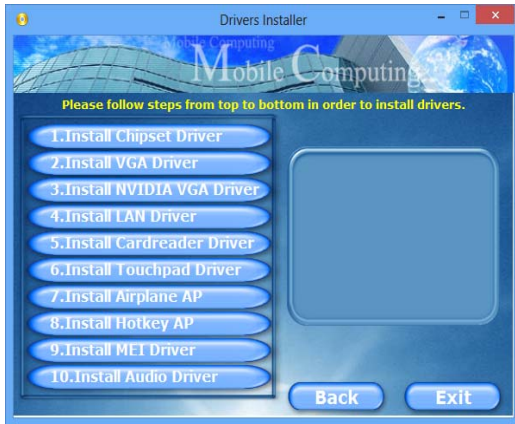 Drivers Installer
Mobile Computing
Mobile Computing
Please follow steps from top to bottom in order to install drivers.
1.Install Chipset Driver
2.Install VGA Driver
3.Install NVIDIA VGA Driver
4.Install LAN Driver
5.Install Cardreader Driver
6.Install Touchpad Driver
7.Install Airplane AP
8.Install Hotkey AP
9.Install MEI Driver
10.Install Audio Driver
Back Exit